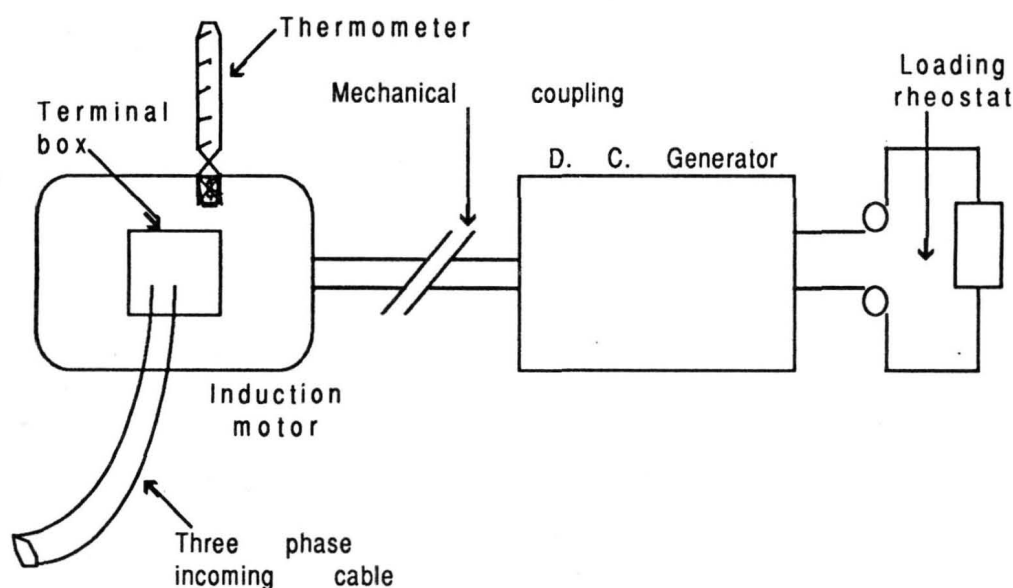 Thermometer
Loading
rheostat
Mechanical coupling
Terminal
box
D. C. Generator
Induction
motor
Three phase
incoming cable